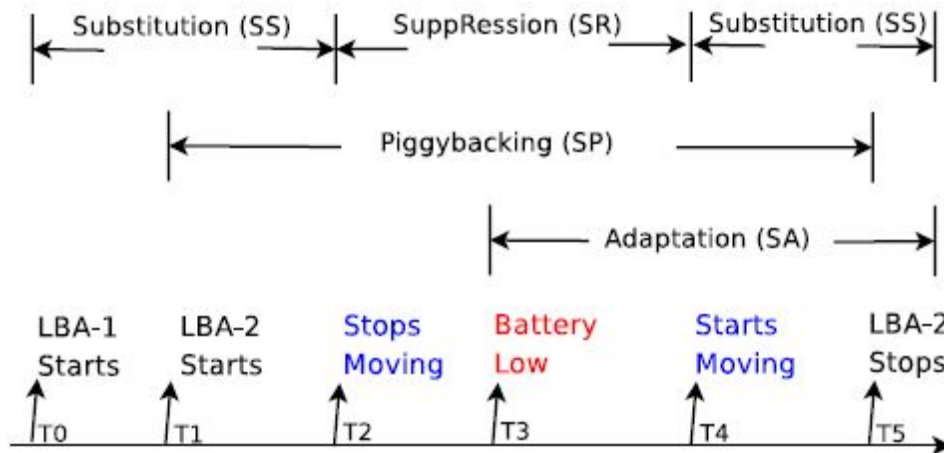 Substitution (SS) SuppRession (SR) Substitution (SS)
Piggybacking (SP)
Adaptation (SA)
LBA-1 LBA-2 Stops Battery Starts LBA-2
Starts Starts Moving Low Moving Stops
T0 T1 T2 T3 T4 T5